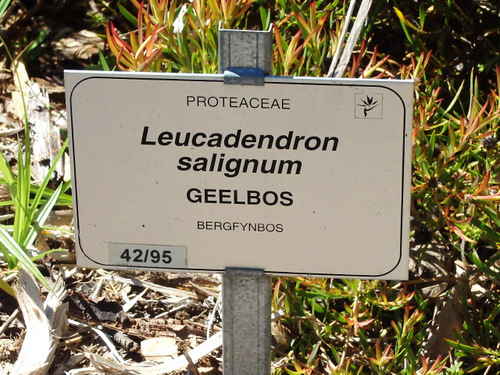 PROTEACEAE
Leucadendron
salignum
GEELBOS
BERGFYNBOS
42/95